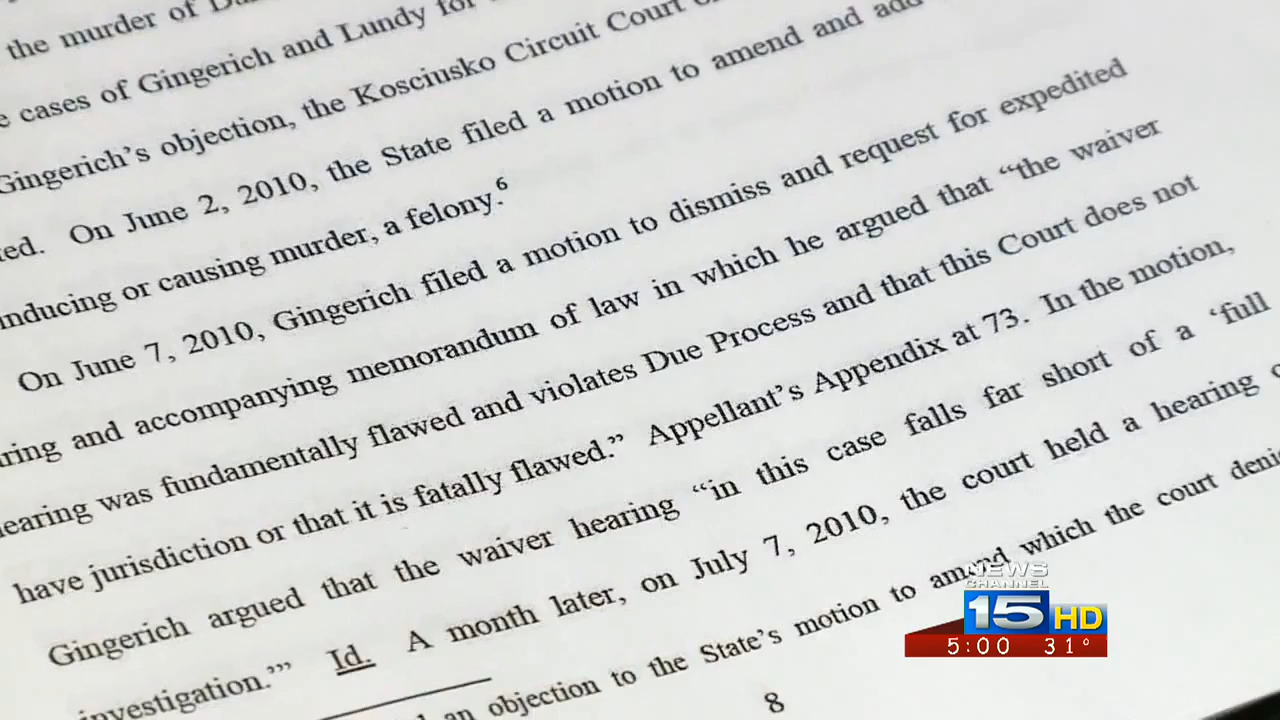 the murder of
cases of Gingerich and Lundy for
Gingerich's objection, the Kosciusko Circuit Court
On June 2, 2010, the State filed a motion to amend and add
inducing or causing murder, a felony.6
On June 7, 2010, Gingerich filed a motion to dismiss and request for expedited
and accompanying memorandum of law in which he argued that “the waiver
hearing was fundamentally flawed and violates Due Process and that this Court does not
have jurisdiction or that it is fatally flawed.” Appellant's Appendix at 73. In the motion,
Gingerich argued that the waiver hearing “in this case falls far short of a ‘full
investigation.’” Id. A month later, on July 7, 2010, the court held a hearing
an objection to the State's motion to amend which the court
8
NEWS
CHANNEL
15 HD
5:00 31°